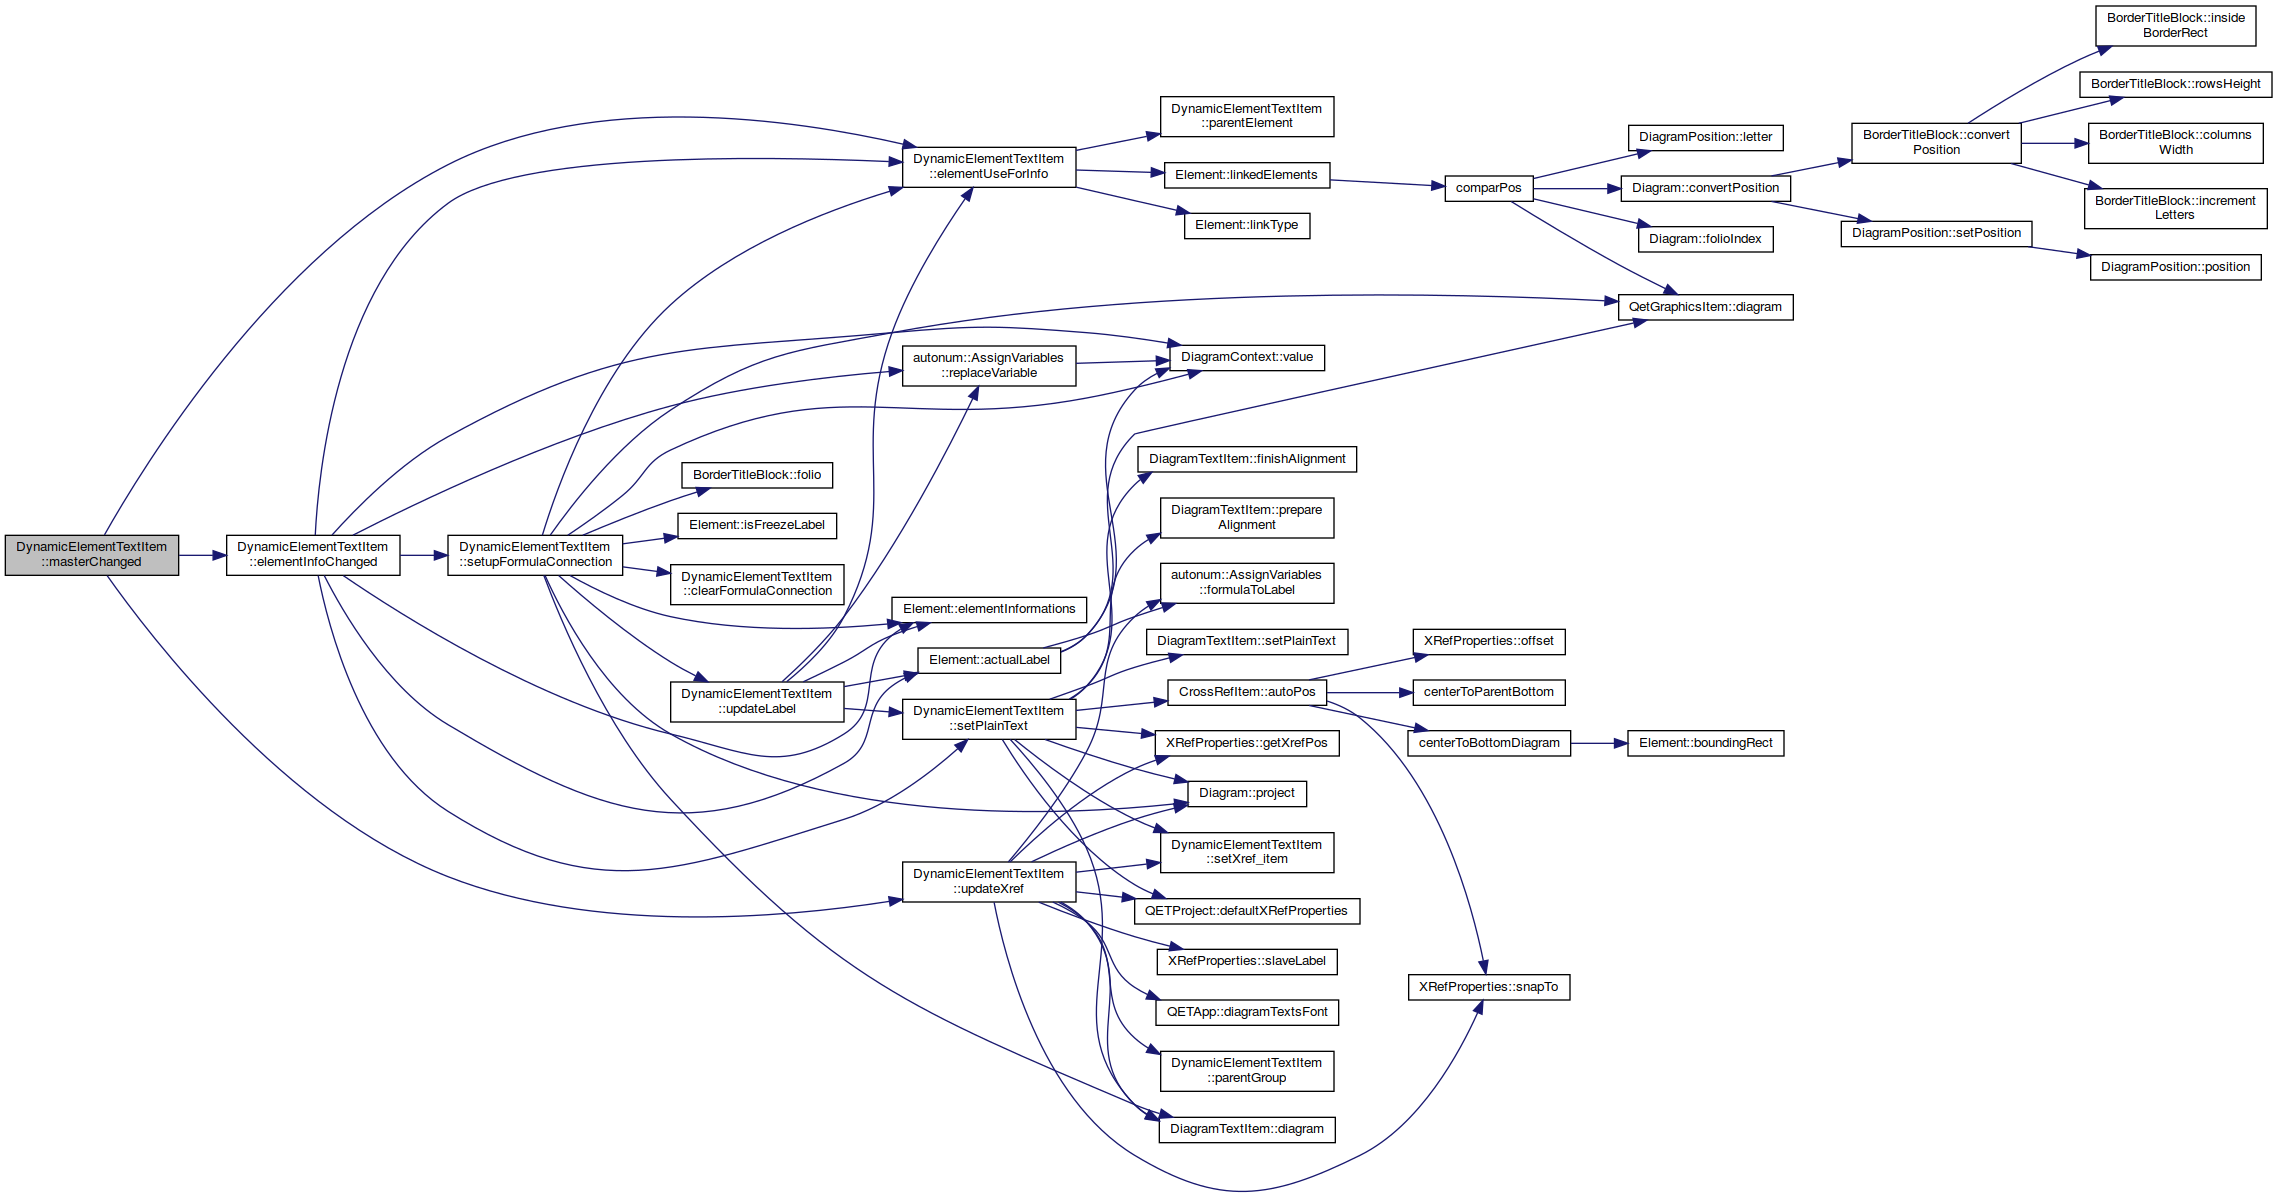 DynamicElementTextItem
::masterChanged
DynamicElementTextItem
::elementInfoChanged
DynamicElementTextItem
::setupFormulaConnection
BorderTitleBlock::folio
Element::isFreezeLabel
DynamicElementTextItem
::clearFormulaConnection
DynamicElementTextItem
::updateLabel
DynamicElementTextItem
::elementUseForInfo
autonum::AssignVariables
::replaceVariable
Element::elementInformations
Element::actualLabel
DynamicElementTextItem
::setPlainText
DynamicElementTextItem
::updateXref
DynamicElementTextItem
::parentElement
Element::linkedElements
Element::linkType
DiagramContext::value
DiagramTextItem::finishAlignment
DiagramTextItem::prepare
Alignment
autonum::AssignVariables
::formulaToLabel
DiagramTextItem::setPlainText
CrossRefItem::autoPos
XRefProperties::getXrefPos
Diagram::project
DynamicElementTextItem
::setXref_item
QETProject::defaultXRefProperties
XRefProperties::slaveLabel
QETApp::diagramTextsFont
DynamicElementTextItem
::parentGroup
DiagramTextItem::diagram
comparPos
XRefProperties::offset
centerToParentBottom
centerToBottomDiagram
XRefProperties::snapTo
DiagramPosition::letter
Diagram::convertPosition
Diagram::folioIndex
QetGraphicsItem::diagram
Element::boundingRect
BorderTitleBlock::convert
Position
DiagramPosition::setPosition
BorderTitleBlock::inside
BorderRect
BorderTitleBlock::rowsHeight
BorderTitleBlock::columns
Width
BorderTitleBlock::increment
Letters
DiagramPosition::position